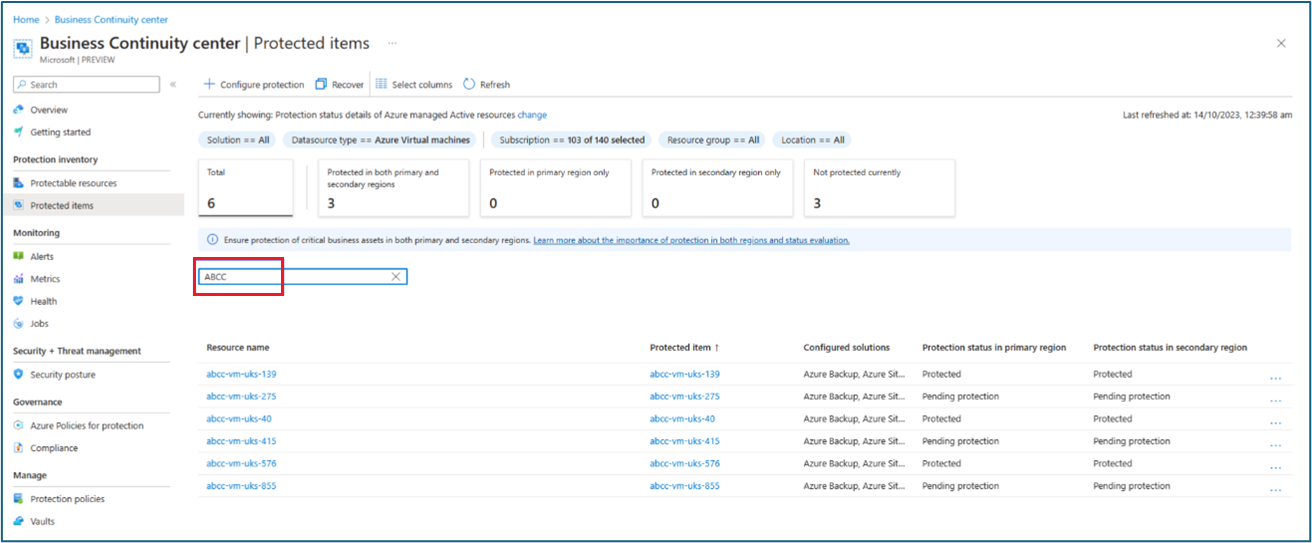 Home > Business Continuity center
Business Continuity center | Protected items ...
Microsoft | PREVIEW
Search
«
Overview
Getting started
Protection inventory
Protectable resources
Protected items
Monitoring
Alerts
Metrics
Health
Jobs
Security + Threat management
Security posture
Governance
Azure Policies for protection
Compliance
Manage
Protection policies
Vaults
Configure protection Recover Select columns Refresh
Currently showing: Protection status details of Azure managed Active resources change
Last refreshed at: 14/10/2023, 12:39:58 am
Solution == All Datasource type == Azure Virtual machines Subscription == 103 of 140 selected Resource group == All Location == All
Total
6
Protected in both primary and
secondary regions
3
Protected in primary region only
0
Protected in secondary region only
0
Not protected currently
3
Ensure protection of critical business assets in both primary and secondary regions. Learn more about the importance of protection in both regions and status evaluation.
ABCC
Resource name Protected item ↑ Configured solutions Protection status in primary region Protection status in secondary region
abcc-vm-uks-139 abcc-vm-uks-139 Azure Backup, Azure Sit... Protected Protected ...
abcc-vm-uks-275 abcc-vm-uks-275 Azure Backup, Azure Sit... Pending protection Pending protection ...
abcc-vm-uks-40 abcc-vm-uks-40 Azure Backup, Azure Sit... Protected Protected ...
abcc-vm-uks-415 abcc-vm-uks-415 Azure Backup, Azure Sit... Pending protection Pending protection ...
abcc-vm-uks-576 abcc-vm-uks-576 Azure Backup, Azure Sit... Protected Protected ...
abcc-vm-uks-855 abcc-vm-uks-855 Azure Backup, Azure Sit... Pending protection Pending protection ...